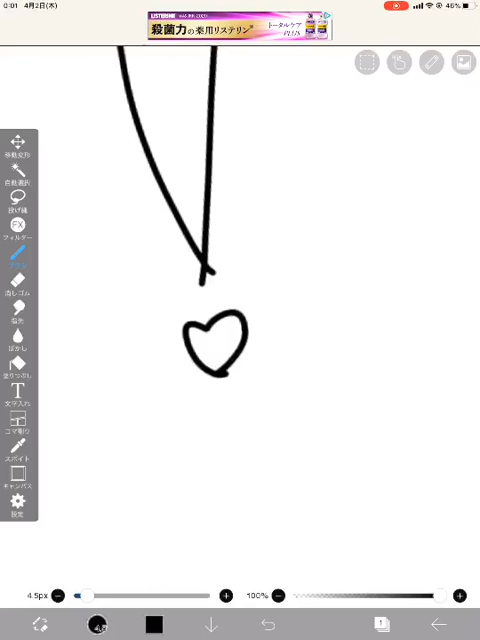 0:01 4月2日(木)
46%
LISTERINE
殺菌力の薬用リステリン
トータルケア
PLUS
移動変形
自動選択
投げ縄
FX
フィルター
ブラシ
消しゴム
指先
ぼかし
塗りつぶし
文字入れ
コマ割り
スポイト
キャンバス
設定
4.5px
100%
1